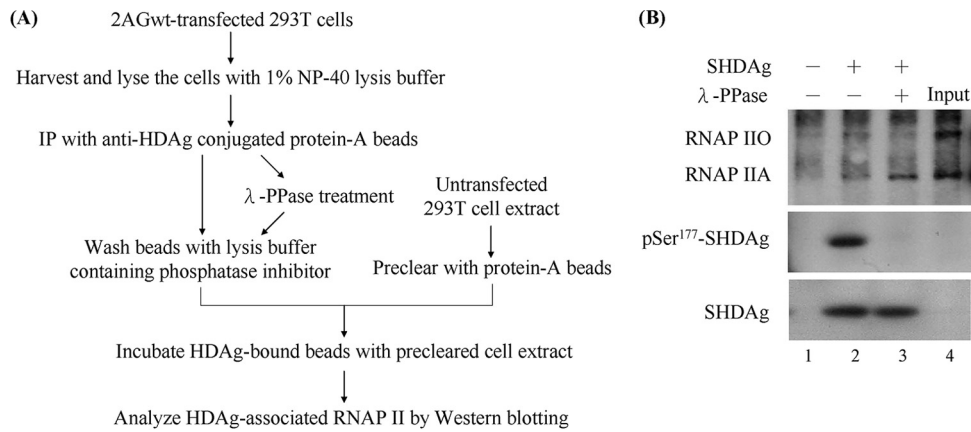 (A)
2AGwt-transfected 293T cells
Harvest and lyse the cells with 1% NP-40 lysis buffer
IP with anti-HDAg conjugated protein-A beads
λ-PPase treatment
Wash beads with lysis buffer
containing phosphatase inhibitor
Untransfected
293T cell extract
Preclear with protein-A beads
Incubate HDAg-bound beads with precleared cell extract
Analyze HDAg-associated RNAP II by Western blotting
(B)
SHDAg − + +
λ-PPase − − + Input
RNAP IIO
RNAP IIA
pSer¹⁷⁷-SHDAg
SHDAg
1 2 3 4